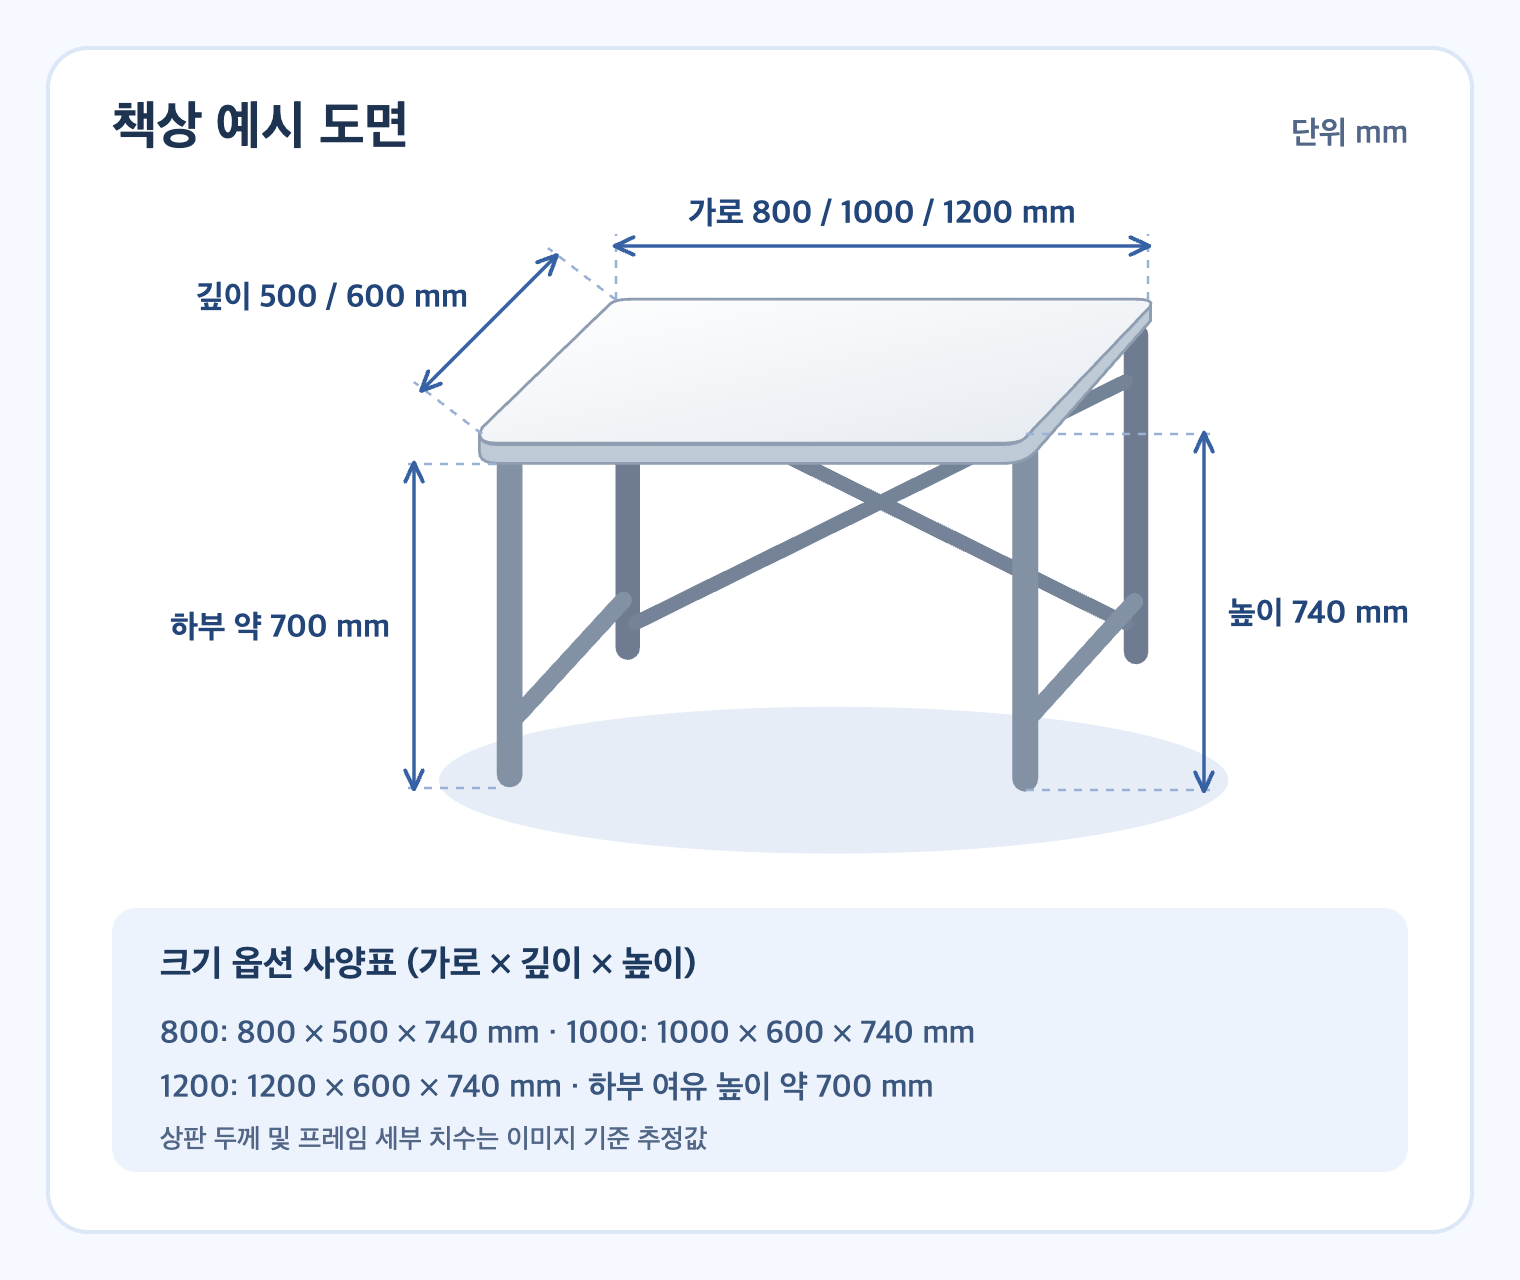 책상 예시 도면
단위 mm
가로 800 / 1000 / 1200 mm
깊이 500 / 600 mm
하부 약 700 mm
높이 740 mm
크기 옵션 사양표 (가로 × 깊이 × 높이)
800: 800 × 500 × 740 mm · 1000: 1000 × 600 × 740 mm
1200: 1200 × 600 × 740 mm · 하부 여유 높이 약 700 mm
상판 두께 및 프레임 세부 치수는 이미지 기준 추정값